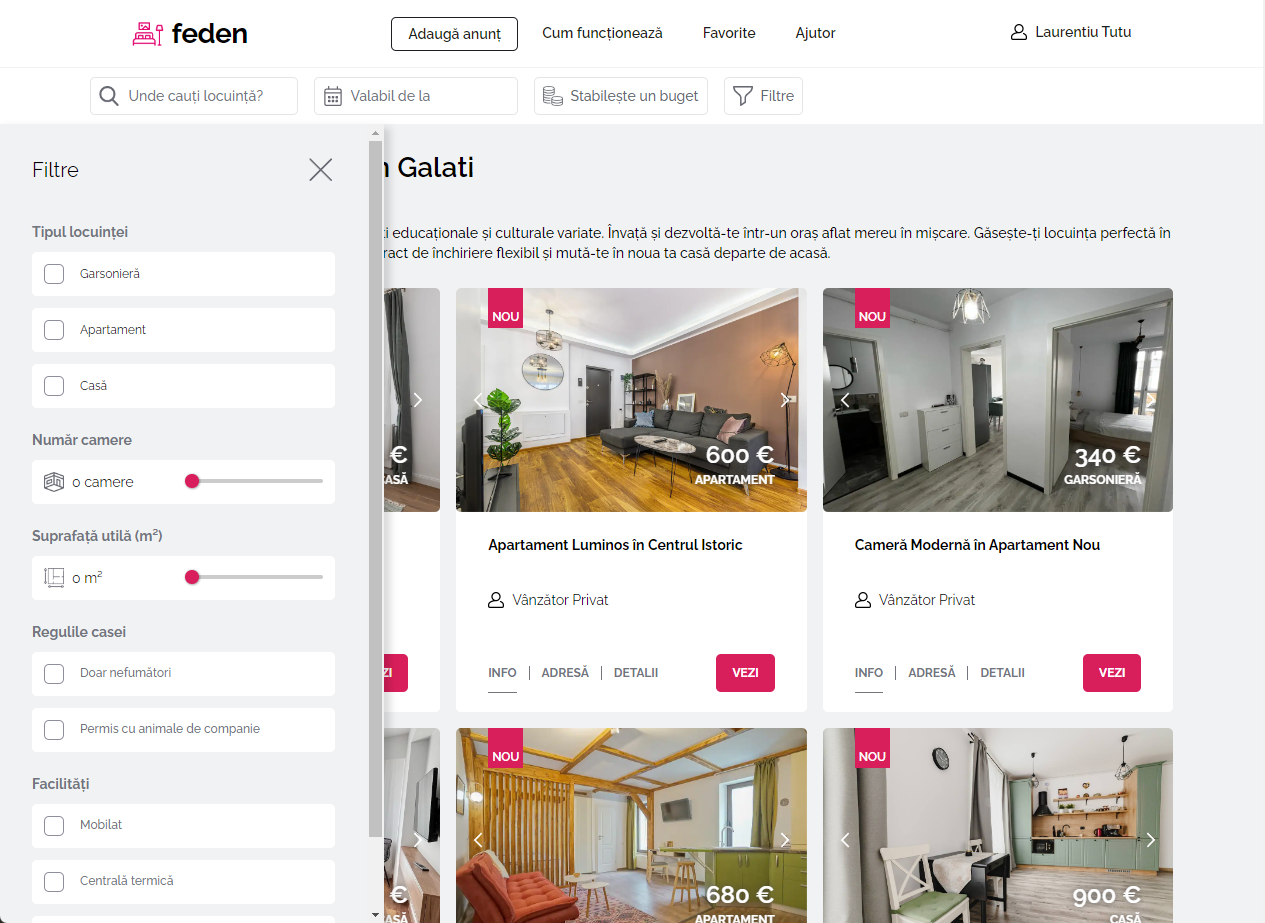 feden
Adaugă anunț
Cum funcționează
Favorite
Ajutor
Laurentiu Tutu
Unde cauți locuință?
Valabil de la
Stabilește un buget
Filtre
Filtre
Tipul locuinței
Garsonieră
Apartament
Casă
Număr camere
0 camere
Suprafață utilă (m²)
0 m²
Regulile casei
Doar nefumători
Permis cu animale de companie
Facilități
Mobilat
Centrală termică
n Galati
educaționale și culturale variate. Învață și dezvoltă-te într-un oraș aflat mereu în mișcare. Găsește-ți locuința perfectă în
ract de închiriere flexibil și mută-te în noua ta casă departe de acasă.
€
ASĂ
ZI
NOU
600 €
APARTAMENT
Apartament Luminos în Centrul Istoric
Vânzător Privat
INFO
ADRESĂ
DETALII
VEZI
NOU
340 €
GARSONIERĂ
Cameră Modernă în Apartament Nou
Vânzător Privat
INFO
ADRESĂ
DETALII
VEZI
€
ASĂ
NOU
680 €
APARTAMENT
NOU
900 €
CASĂ